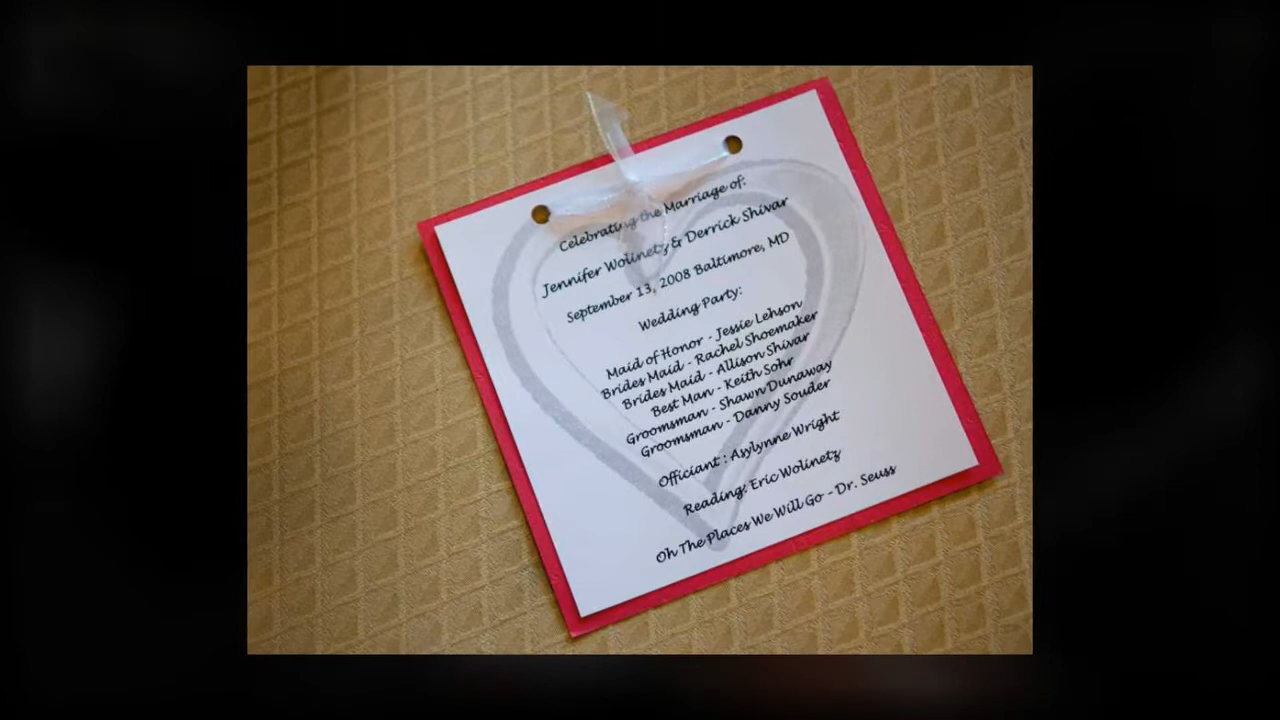 Celebrating the Marriage of:
Jennifer Wolinetz & Derrick Shivar
September 13, 2008 Baltimore, MD
Wedding Party:
Maid of Honor - Jessie Lehson
Brides Maid - Rachel Shoemaker
Brides Maid - Allison Shivar
Best Man - Keith Sohr
Groomsman - Shawn Dunaway
Groomsman - Danny Souder
Officiant : Asylynne Wright
Reading: Eric Wolinetz
Oh The Places We Will Go - Dr. Seuss